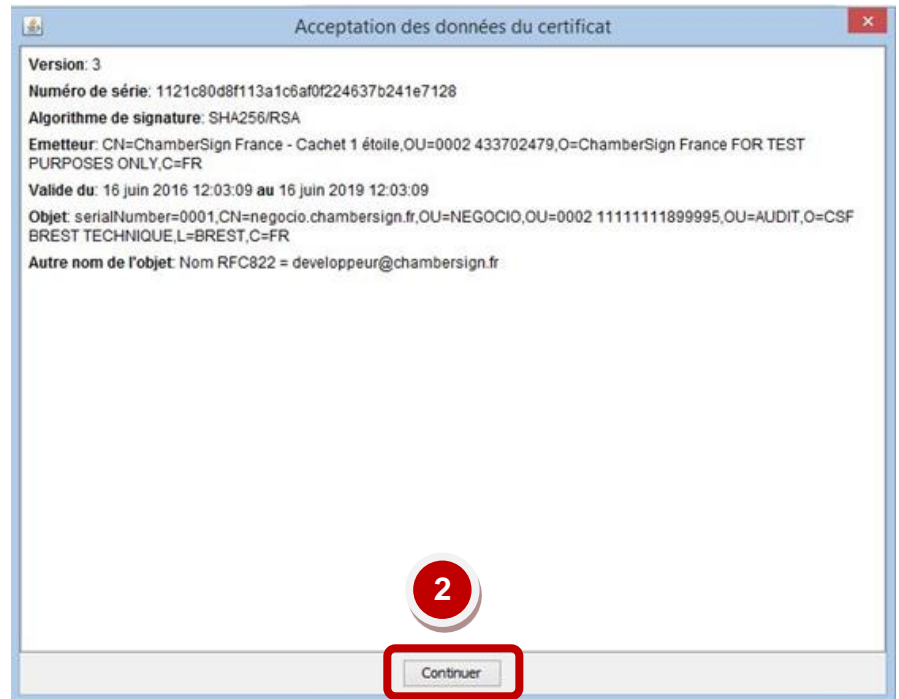 Acceptation des données du certificat
Version: 3
Numéro de série: 1121c80d8f113a1c6af0f224637b241e7128
Algorithme de signature: SHA256/RSA
Emetteur: CN=ChamberSign France - Cachet 1 étoile,OU=0002 433702479,O=ChamberSign France FOR TEST
PURPOSES ONLY,C=FR
Valide du: 16 juin 2016 12:03:09 au 16 juin 2019 12:03:09
Objet: serialNumber=0001,CN=negocio.chambersign.fr,OU=NEGOCIO,OU=0002 11111111899995,OU=AUDIT,O=CSF
BREST TECHNIQUE,L=BREST,C=FR
Autre nom de l'objet: Nom RFC822 = developpeur@chambersign.fr
2
Continuer